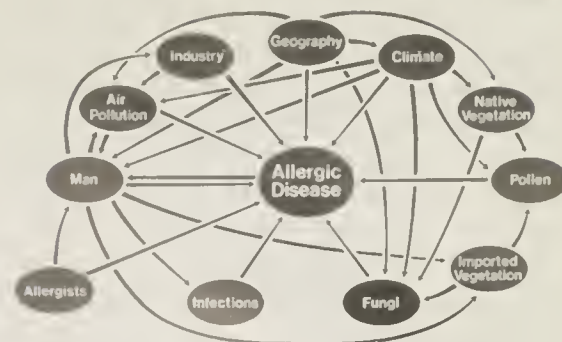 Geography
Industry
Climate
Air
Pollution
Native
Vegetation
Allergic
Disease
Man
Pollen
Imported
Vegetation
Allergists
Infections
Fungi